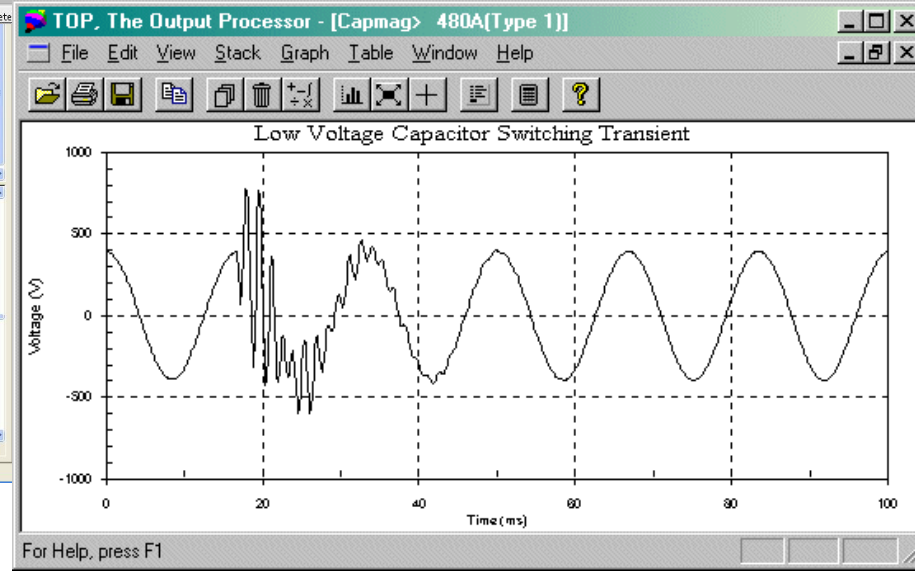 TOP, The Output Processor - [Capmag> 480A(Type 1)]
File Edit View Stack Graph Table Window Help
Low Voltage Capacitor Switching Transient
1000
500
0
-500
-1000
Voltage (V)
0 20 40 60 80 100
Time (ms)
For Help, press F1